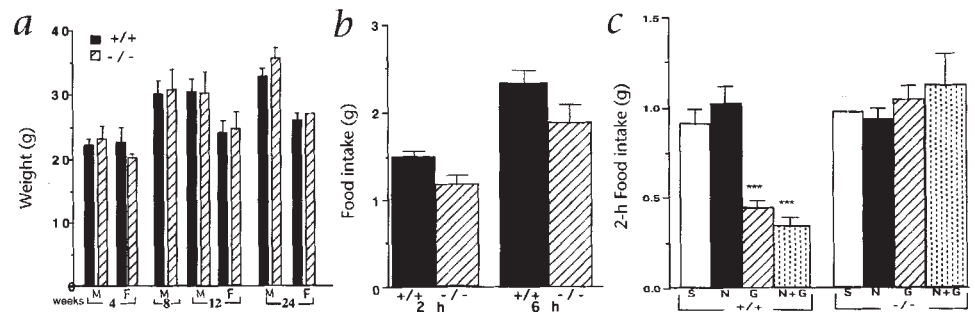 a
+/+
-/-
Weight (g)
40
30
20
10
0
weeks
M F M M F M F
4 8 12 24
b
Food intake (g)
3
2
1
0
+/+ -/- +/+ -/-
2 h 6 h
c
2-h Food intake (g)
1.5
1.0
0.5
0.0
***
***
S N G N+G S N G N+G
+/+ -/-